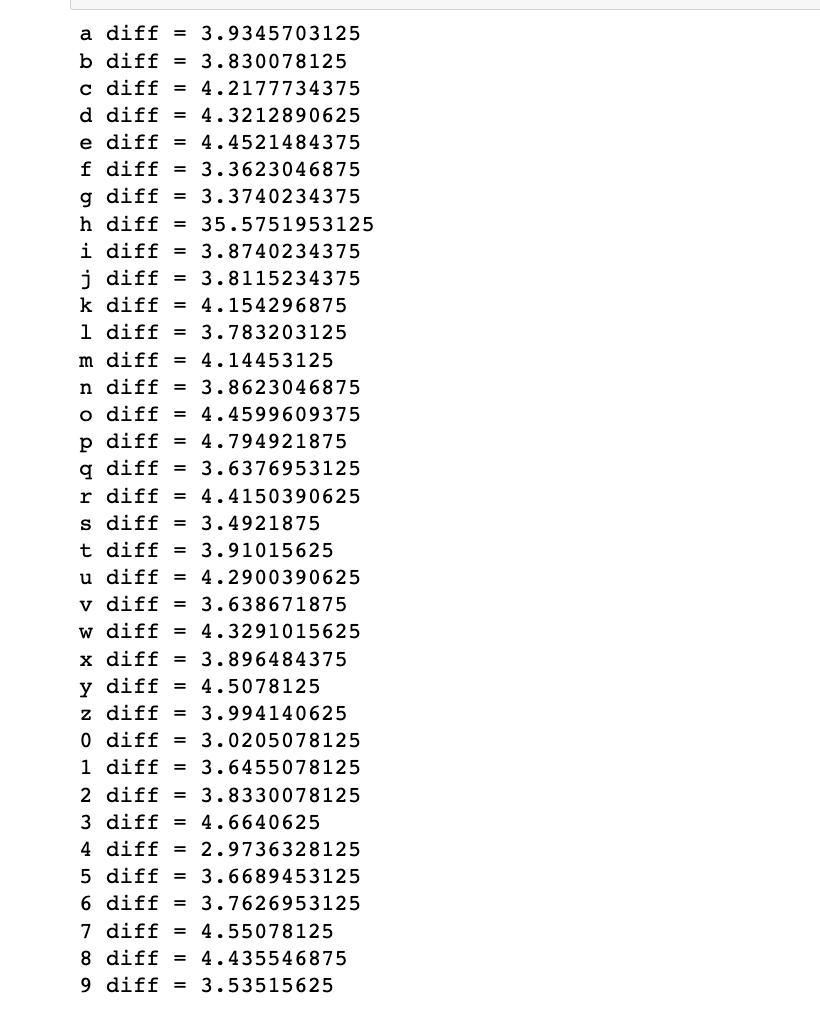 a diff = 3.9345703125
b diff = 3.830078125
c diff = 4.2177734375
d diff = 4.3212890625
e diff = 4.4521484375
f diff = 3.3623046875
g diff = 3.3740234375
h diff = 35.5751953125
i diff = 3.8740234375
j diff = 3.8115234375
k diff = 4.154296875
l diff = 3.783203125
m diff = 4.14453125
n diff = 3.8623046875
o diff = 4.4599609375
p diff = 4.794921875
q diff = 3.6376953125
r diff = 4.4150390625
s diff = 3.4921875
t diff = 3.91015625
u diff = 4.2900390625
v diff = 3.638671875
w diff = 4.3291015625
x diff = 3.896484375
y diff = 4.5078125
z diff = 3.994140625
0 diff = 3.0205078125
1 diff = 3.6455078125
2 diff = 3.8330078125
3 diff = 4.6640625
4 diff = 2.9736328125
5 diff = 3.6689453125
6 diff = 3.7626953125
7 diff = 4.55078125
8 diff = 4.435546875
9 diff = 3.53515625